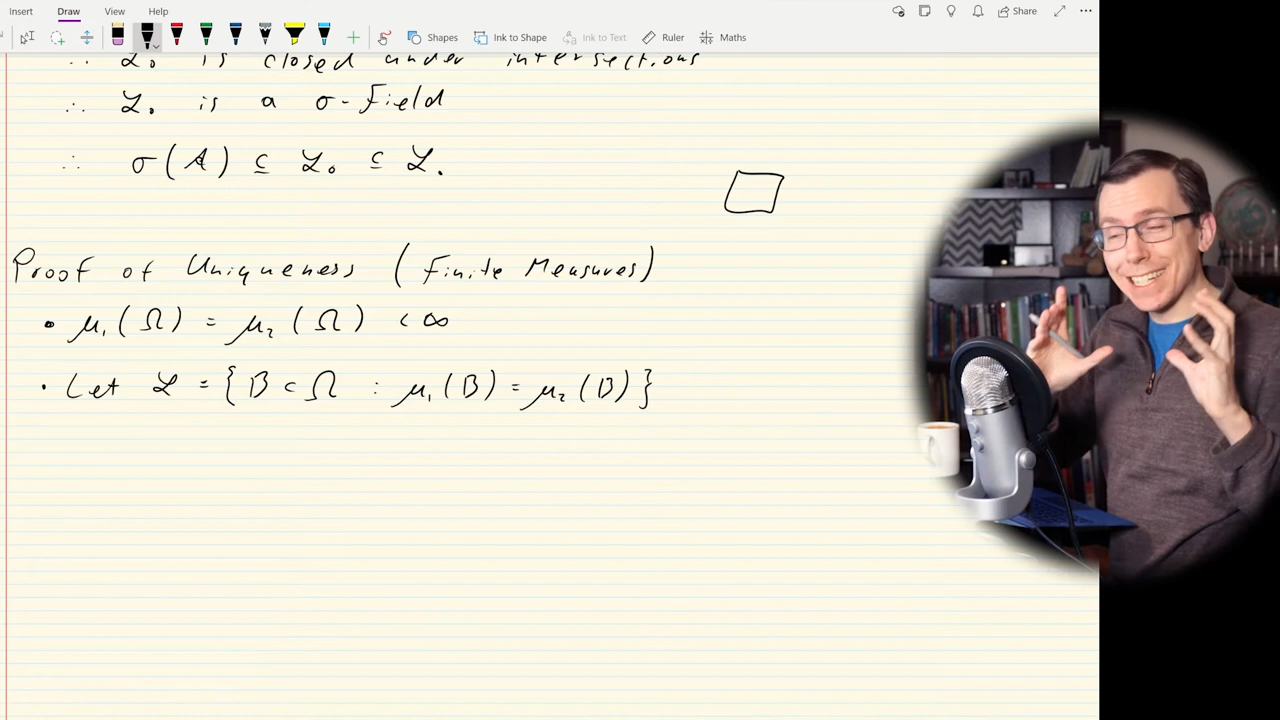 Insert Draw View Help Share
Shapes Ink to Shape Ink to Text Ruler Maths
∴ ℒ₀ is closed under intersections
∴ ℒ₀ is a σ-Field
∴ σ(𝒜) ⊆ ℒ₀ ⊆ ℒ.
Proof of Uniqueness (Finite Measures)
• μ₁(Ω) = μ₂(Ω) < ∞
• Let ℒ = {B ⊂ Ω : μ₁(B) = μ₂(B)}